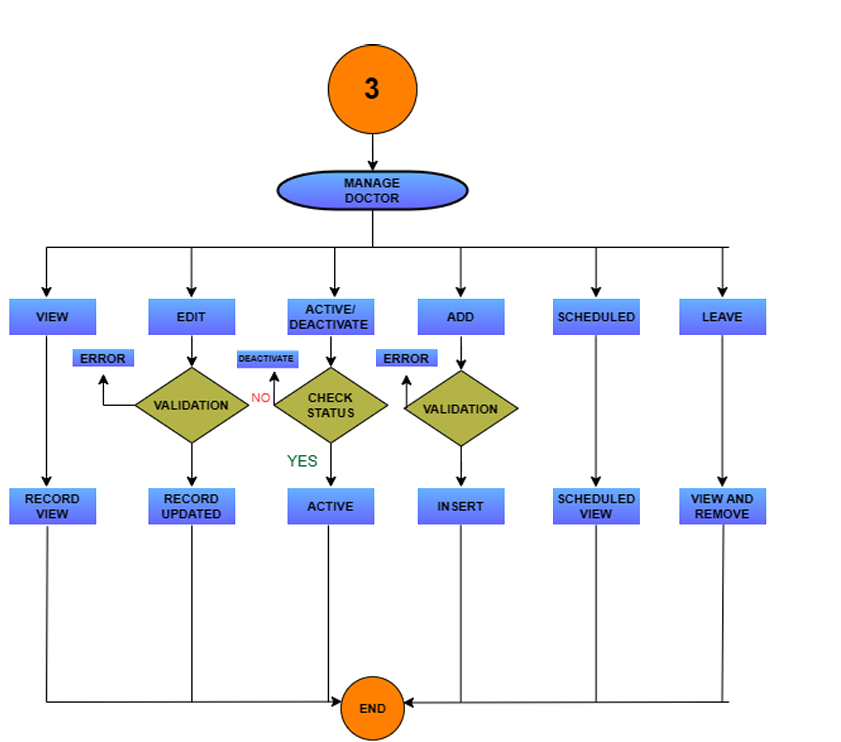 3
MANAGE
DOCTOR
VIEW
EDIT
ACTIVE/
DEACTIVATE
ADD
SCHEDULED
LEAVE
ERROR
DEACTIVATE
ERROR
VALIDATION
NO
CHECK
STATUS
VALIDATION
YES
RECORD
VIEW
RECORD
UPDATED
ACTIVE
INSERT
SCHEDULED
VIEW
VIEW AND
REMOVE
END